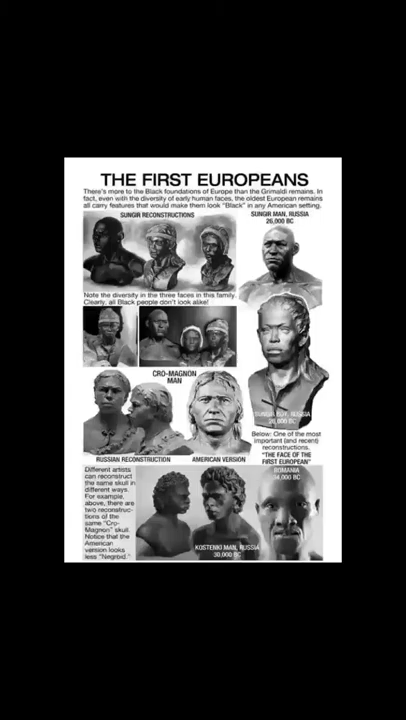 THE FIRST EUROPEANS
There's more to the Black foundations of Europe than the Grimaldi remains. In
fact, even with the diversity of early human faces, the oldest European remains
all carry features that would make them look "Black" in any American setting.
SUNGIR RECONSTRUCTIONS
SUNGIR MAN, RUSSIA
26,000 BC
Note the diversity in the three faces in this family.
Clearly, all Black people don't look alike!
CRO-MAGNON
MAN
SUNGIR BOY, RUSSIA
RUSSIAN RECONSTRUCTION
AMERICAN VERSION
Below: One of the most
important (and recent)
reconstructions,
"THE FACE OF THE
FIRST EUROPEAN"
ROMANIA
Different artists
can reconstruct
the same skull in
different ways.
For example,
above, there are
two reconstruc-
tions of the
same "Cro-
Magnon" skull.
Notice that the
American
version looks
less "Negroid."
KOSTENKI MAN, RUSSIA
30,000 BC